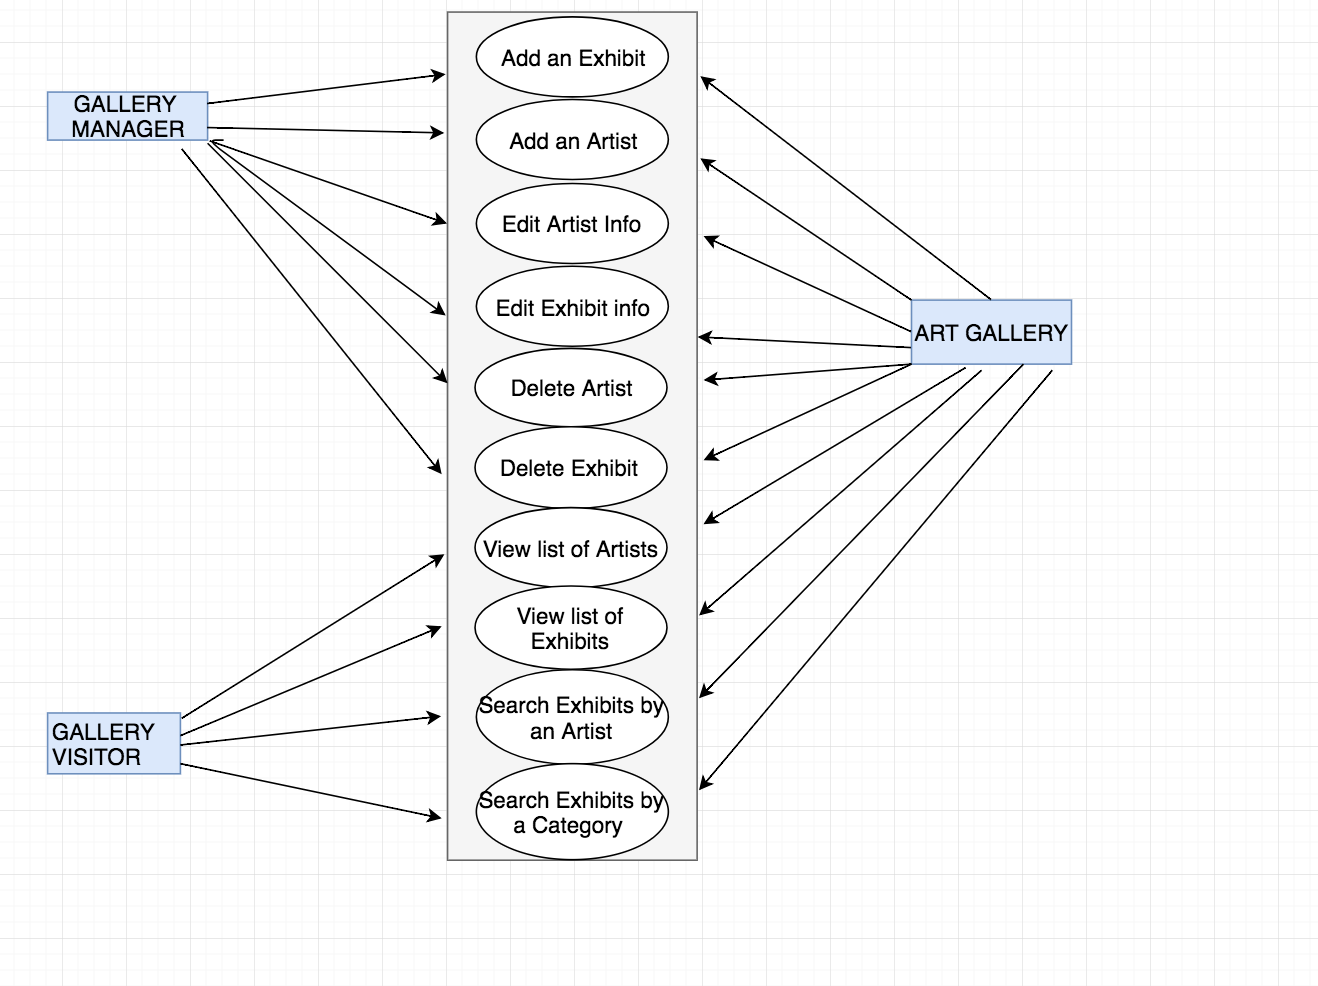 Add an Exhibit
GALLERY
MANAGER
Add an Artist
Edit Artist Info
Edit Exhibit info
ART GALLERY
Delete Artist
Delete Exhibit
View list of Artists
View list of
Exhibits
Search Exhibits by
an Artist
GALLERY
VISITOR
Search Exhibits by
a Category